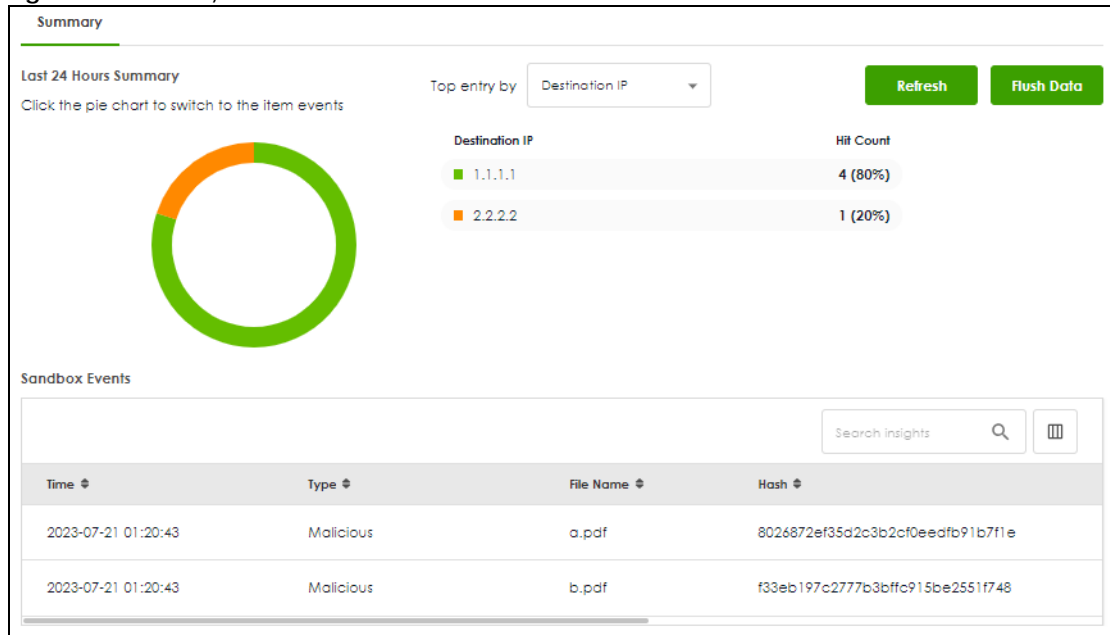 Summary
Last 24 Hours Summary
Click the pie chart to switch to the item events
Top entry by Destination IP
Refresh
Flush Data
Destination IP Hit Count
1.1.1.1 4 (80%)
2.2.2.2 1 (20%)
Sandbox Events
Search insights
Time Type File Name Hash
2023-07-21 01:20:43 Malicious a.pdf 8026872ef35d2c3b2cf0eedfb91b7f1e
2023-07-21 01:20:43 Malicious b.pdf f33eb197c2777b3bffc915be2551f748